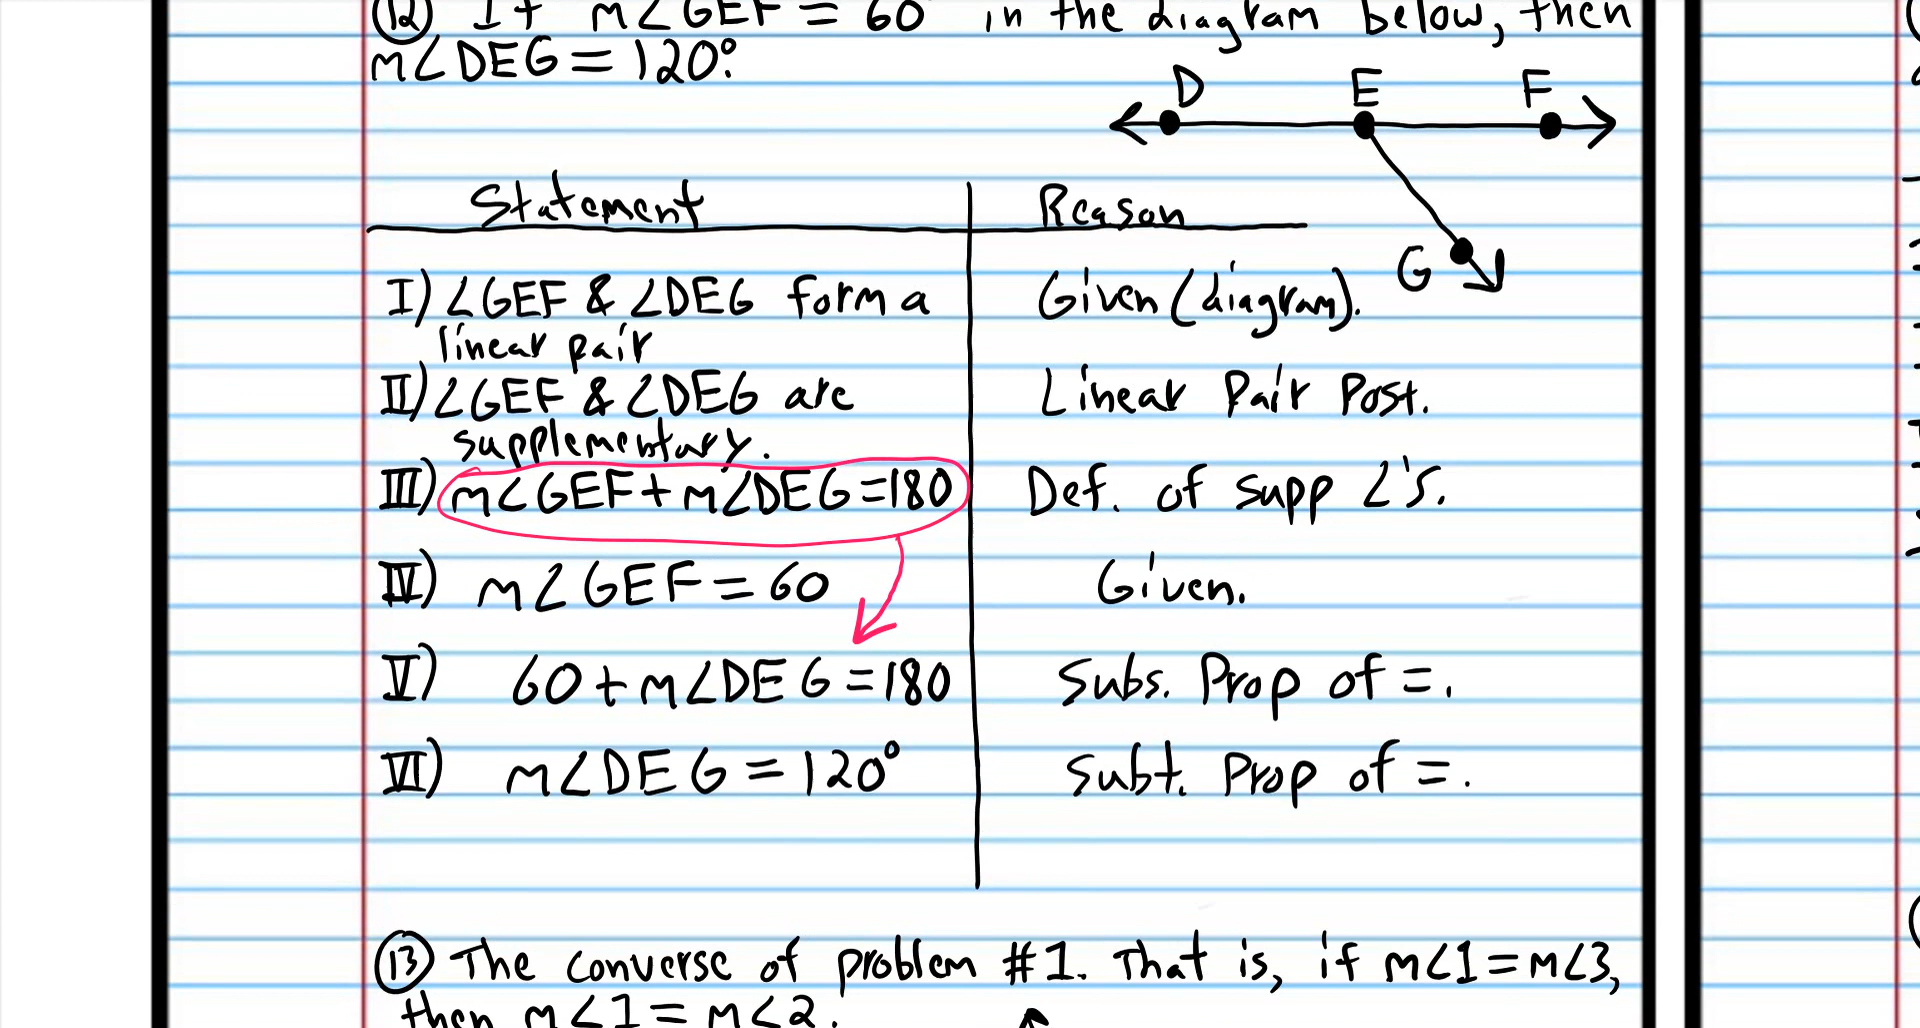 (12) If m∠GEF = 60° in the diagram below, then
m∠DEG = 120°.
D E F
G
Statement Reason
I) ∠GEF & ∠DEG form a Given (diagram).
linear pair
II) ∠GEF & ∠DEG are Linear Pair Post.
supplementary.
III) m∠GEF + m∠DEG = 180 Def. of supp ∠'s.
IV) m∠GEF = 60 Given.
V) 60 + m∠DEG = 180 Subs. Prop of =.
VI) m∠DEG = 120° Subt. Prop of =.
(13) The converse of problem #1. That is, if m∠1 = m∠3,
then m∠1 = m∠2.